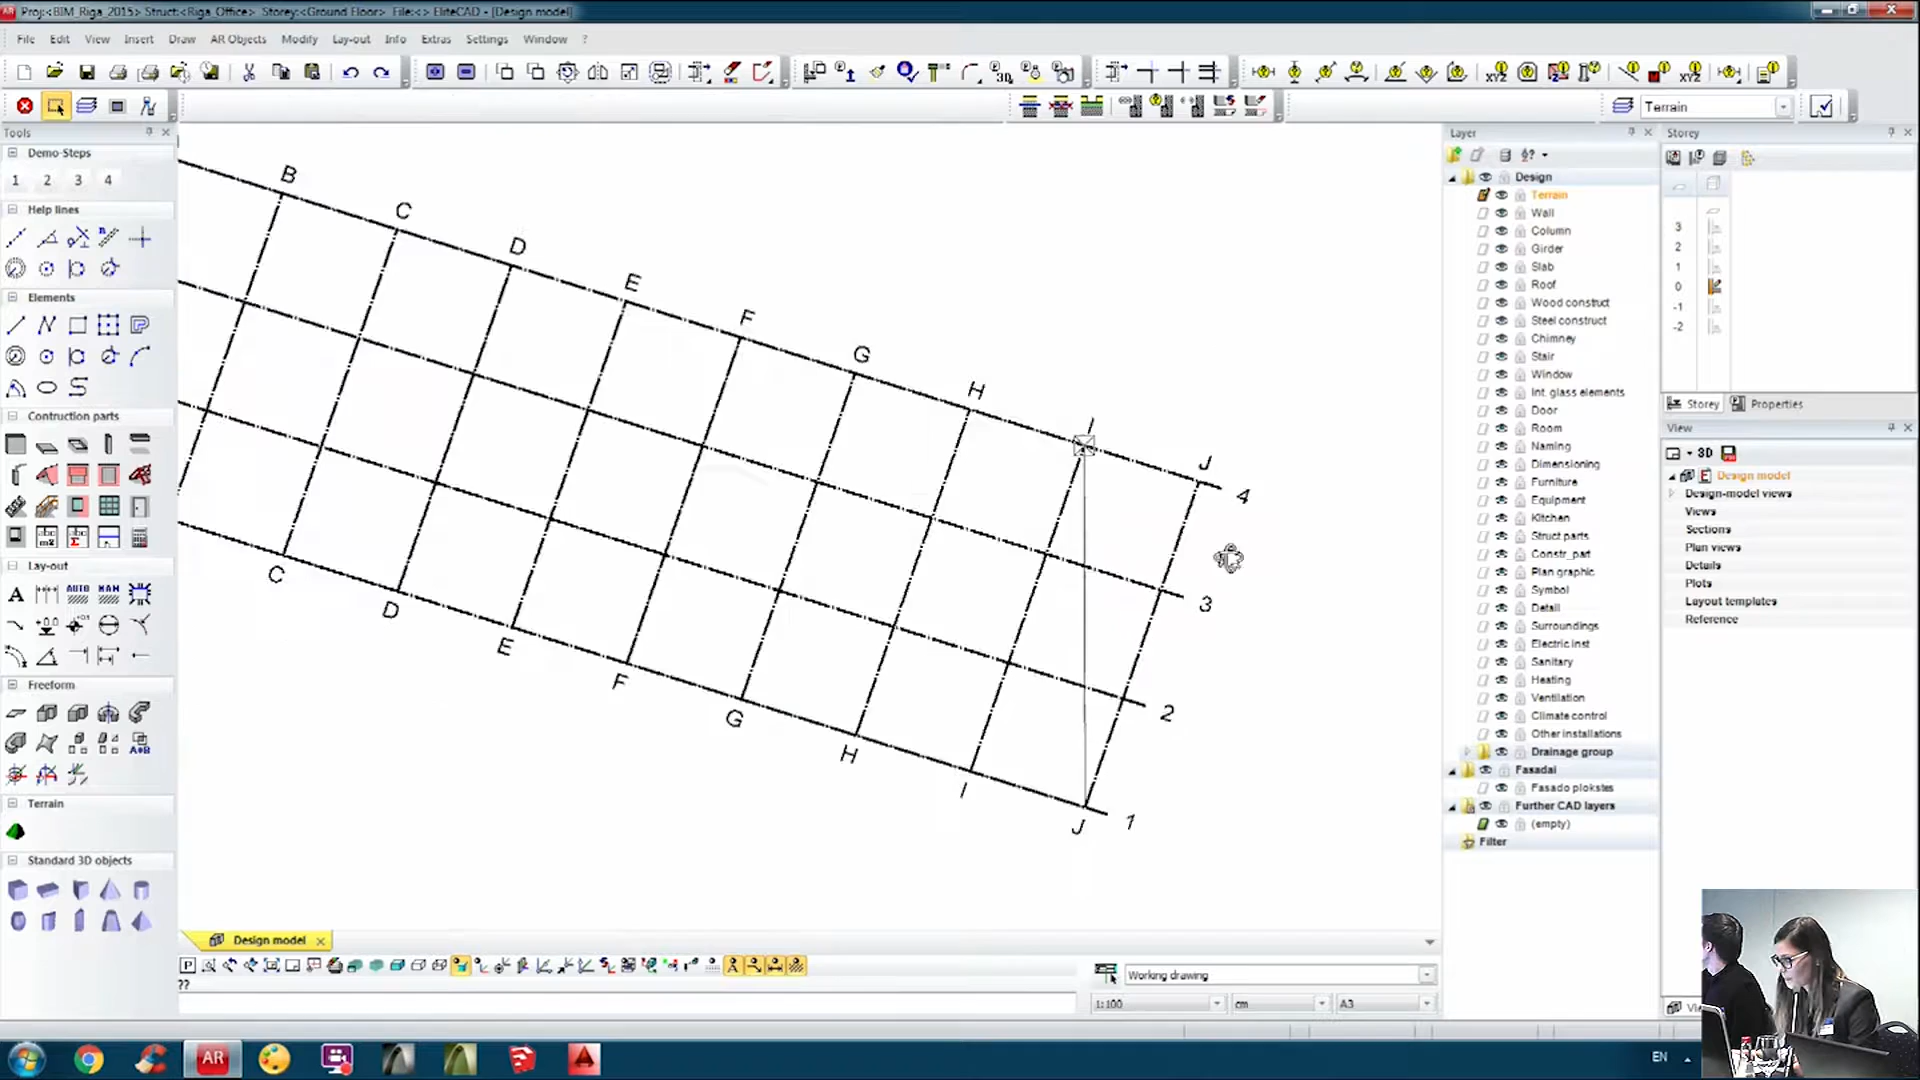 AR Proj:<BIM_Riga_2015> Struct:<Riga_Office> Storey:<Ground Floor> File:<> EliteCAD - [Design model]
File Edit View Insert Draw AR Objects Modify Lay-out Info Extras Settings Window ?
Terrain
Tools
Demo-Steps
1 2 3 4
Help lines
Elements
Contruction parts
Lay-out
A AUTO MAN
Freeform
A+B
Terrain
Standard 3D objects
B
C
D
E
F
G
H
I
J
4
3
2
1
C
D
E
F
G
H
I
J
Layer
Design
Terrain
Wall
Column
Girder
Slab
Roof
Wood construct
Steel construct
Chimney
Stair
Window
Int. glass elements
Door
Room
Naming
Dimensioning
Furniture
Equipment
Kitchen
Struct parts
Constr_part
Plan graphic
Symbol
Detail
Surroundings
Electric inst
Sanitary
Heating
Ventilation
Climate control
Other installations
Drainage group
Fasadai
Fasado plokstes
Further CAD layers
(empty)
Filter
Storey
3
2
1
0
-1
-2
Storey Properties
View
3D
E Design model
Design-model views
Views
Sections
Plan views
Details
Plots
Layout templates
Reference
Design model
P
??
Working drawing
1:100 cm A3
AR
EN